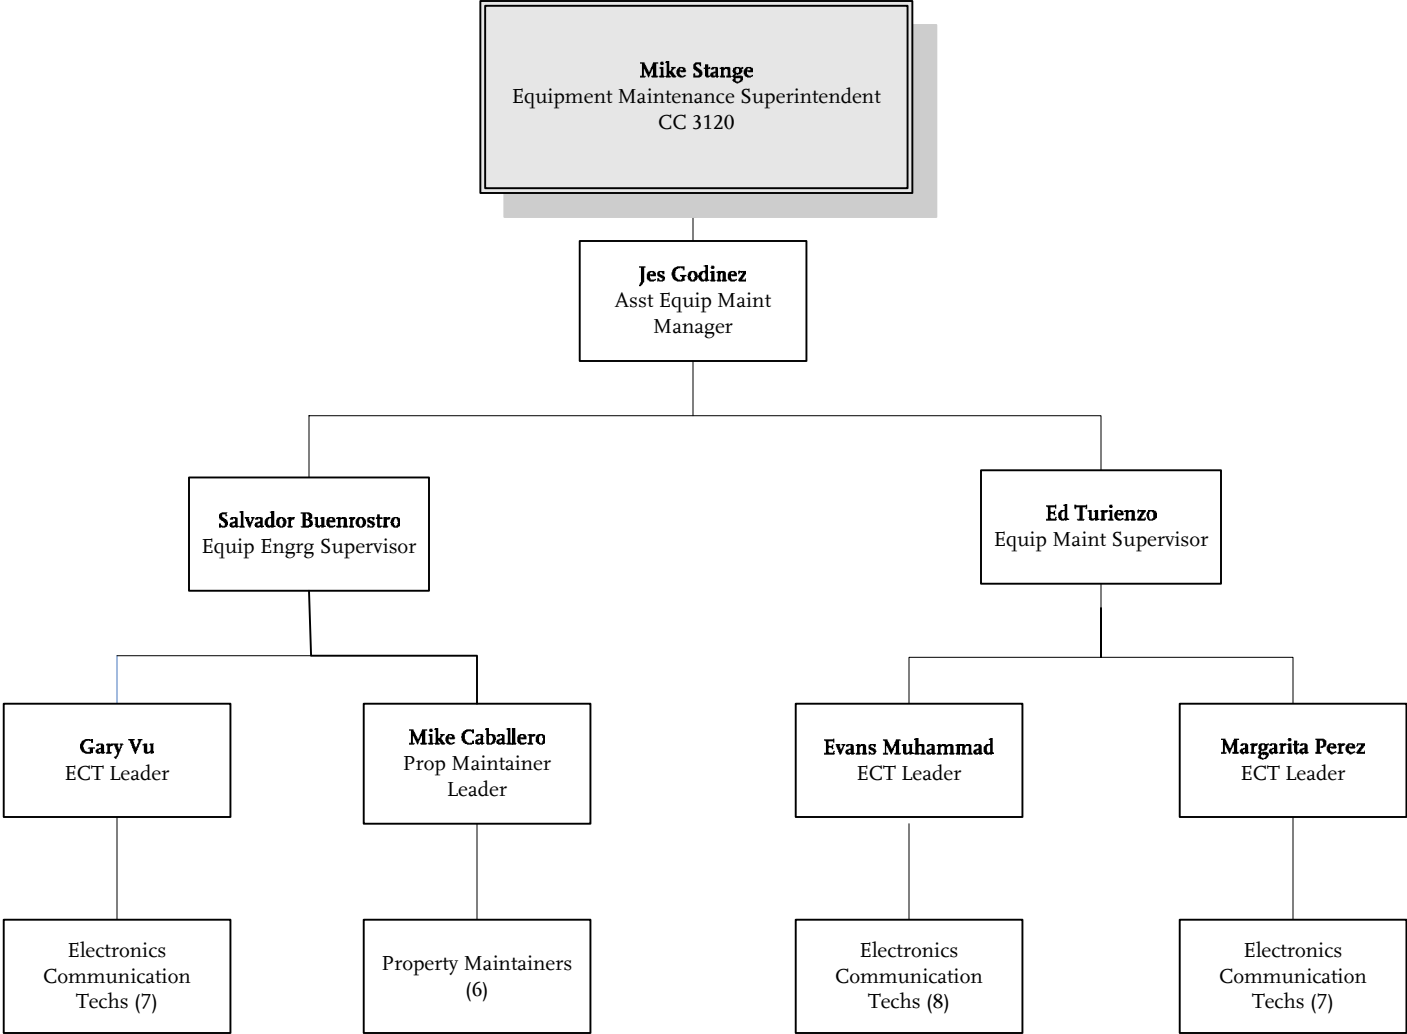 Mike Stange
Equipment Maintenance Superintendent
CC 3120
Jes Godinez
Asst Equip Maint
Manager
Salvador Buenrostro
Equip Engrg Supervisor
Ed Turienzo
Equip Maint Supervisor
Gary Vu
ECT Leader
Mike Caballero
Prop Maintainer
Leader
Evans Muhammad
ECT Leader
Margarita Perez
ECT Leader
Electronics
Communication
Techs (7)
Property Maintainers
(6)
Electronics
Communication
Techs (8)
Electronics
Communication
Techs (7)